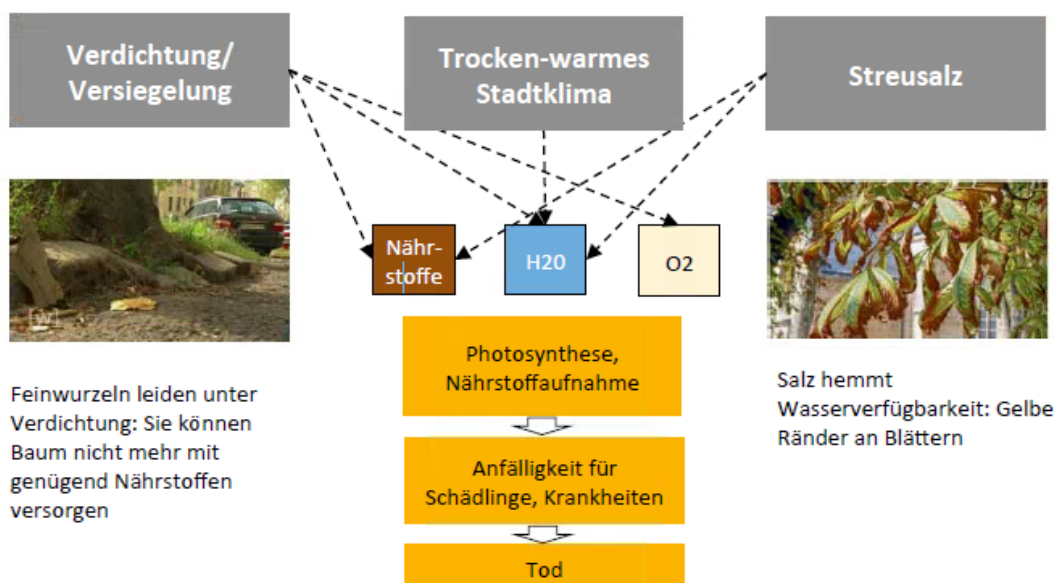 Verdichtung/
Versiegelung
Trocken-warmes
Stadtklima
Streusalz
Nähr-
stoffe
H20
O2
[W]
Photosynthese,
Nährstoffaufnahme
Feinwurzeln leiden unter
Verdichtung: Sie können
Baum nicht mehr mit
genügend Nährstoffen
versorgen
Salz hemmt
Wasserverfügbarkeit: Gelbe
Ränder an Blättern
Anfälligkeit für
Schädlinge, Krankheiten
Tod